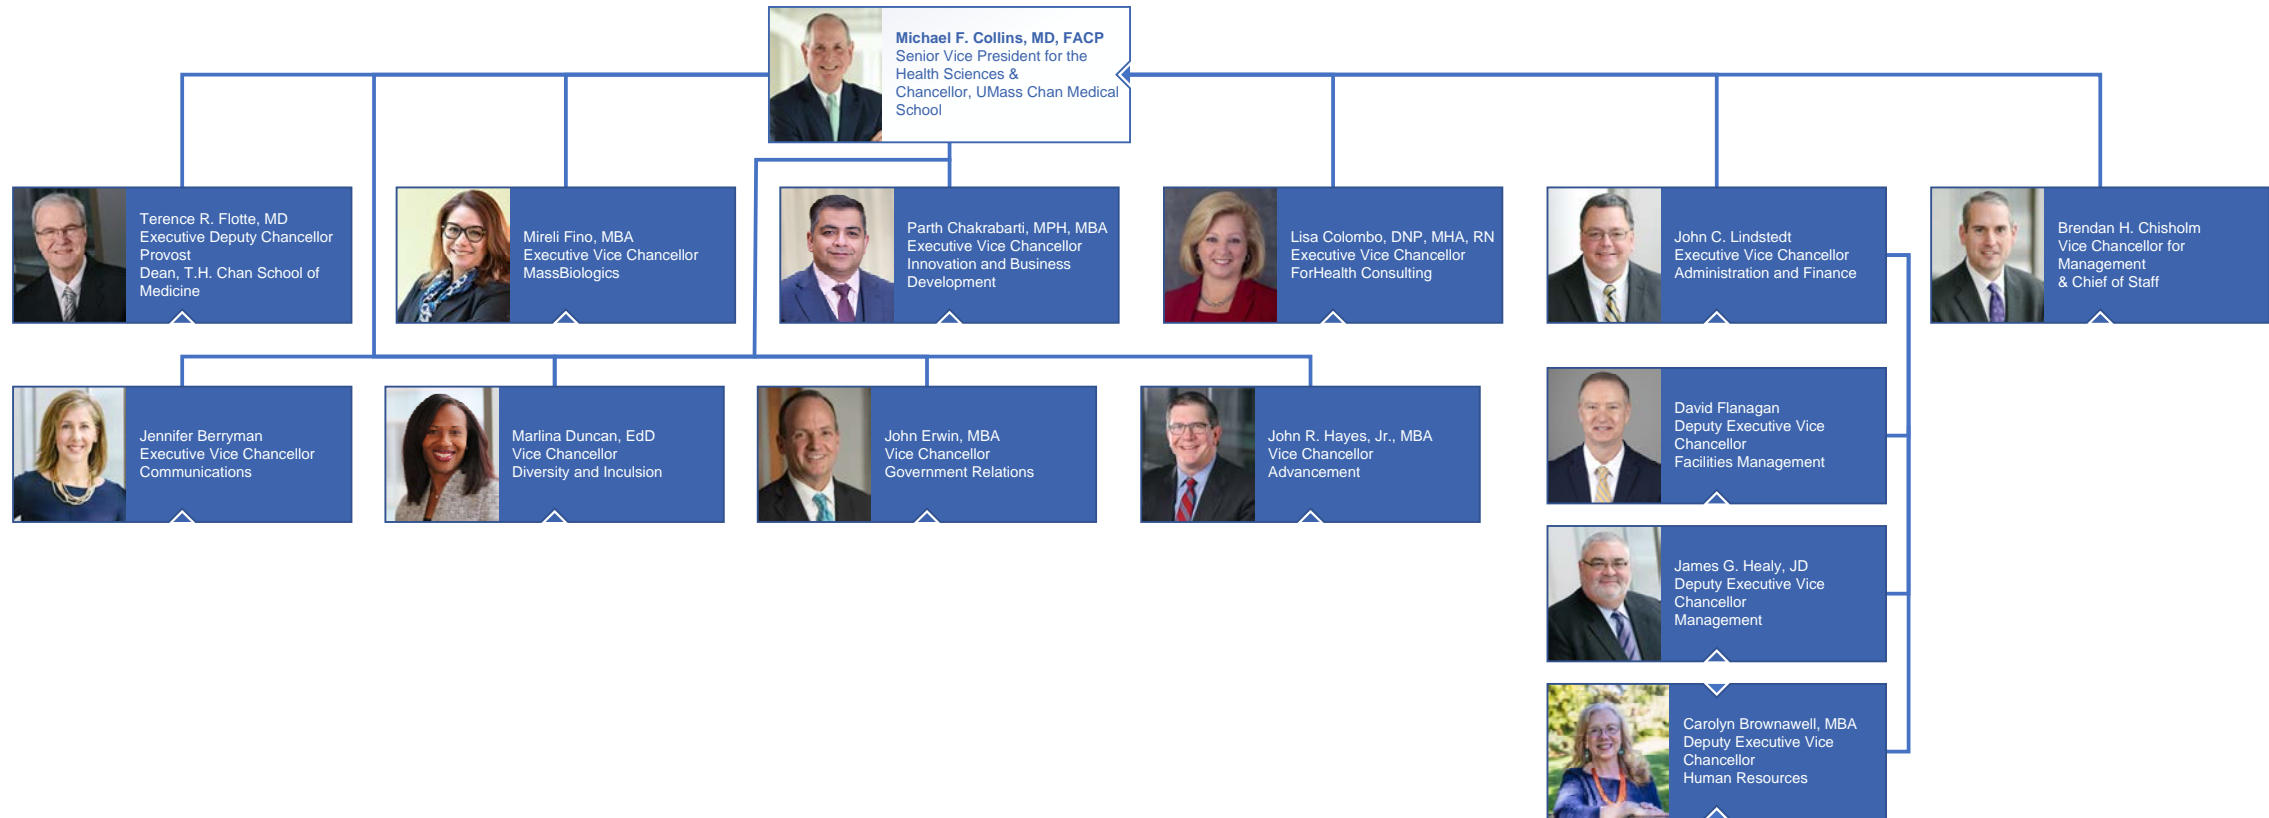 Michael F. Collins, MD, FACP
Senior Vice President for the
Health Sciences &
Chancellor, UMass Chan Medical
School
Terence R. Flotte, MD
Executive Deputy Chancellor
Provost
Dean, T.H. Chan School of
Medicine
Mireli Fino, MBA
Executive Vice Chancellor
MassBiologics
Parth Chakrabarti, MPH, MBA
Executive Vice Chancellor
Innovation and Business
Development
Lisa Colombo, DNP, MHA, RN
Executive Vice Chancellor
ForHealth Consulting
John C. Lindstedt
Executive Vice Chancellor
Administration and Finance
Brendan H. Chisholm
Vice Chancellor for
Management
& Chief of Staff
Jennifer Berryman
Executive Vice Chancellor
Communications
Marlina Duncan, EdD
Vice Chancellor
Diversity and Inculsion
John Erwin, MBA
Vice Chancellor
Government Relations
John R. Hayes, Jr., MBA
Vice Chancellor
Advancement
David Flanagan
Deputy Executive Vice
Chancellor
Facilities Management
James G. Healy, JD
Deputy Executive Vice
Chancellor
Management
Carolyn Brownawell, MBA
Deputy Executive Vice
Chancellor
Human Resources